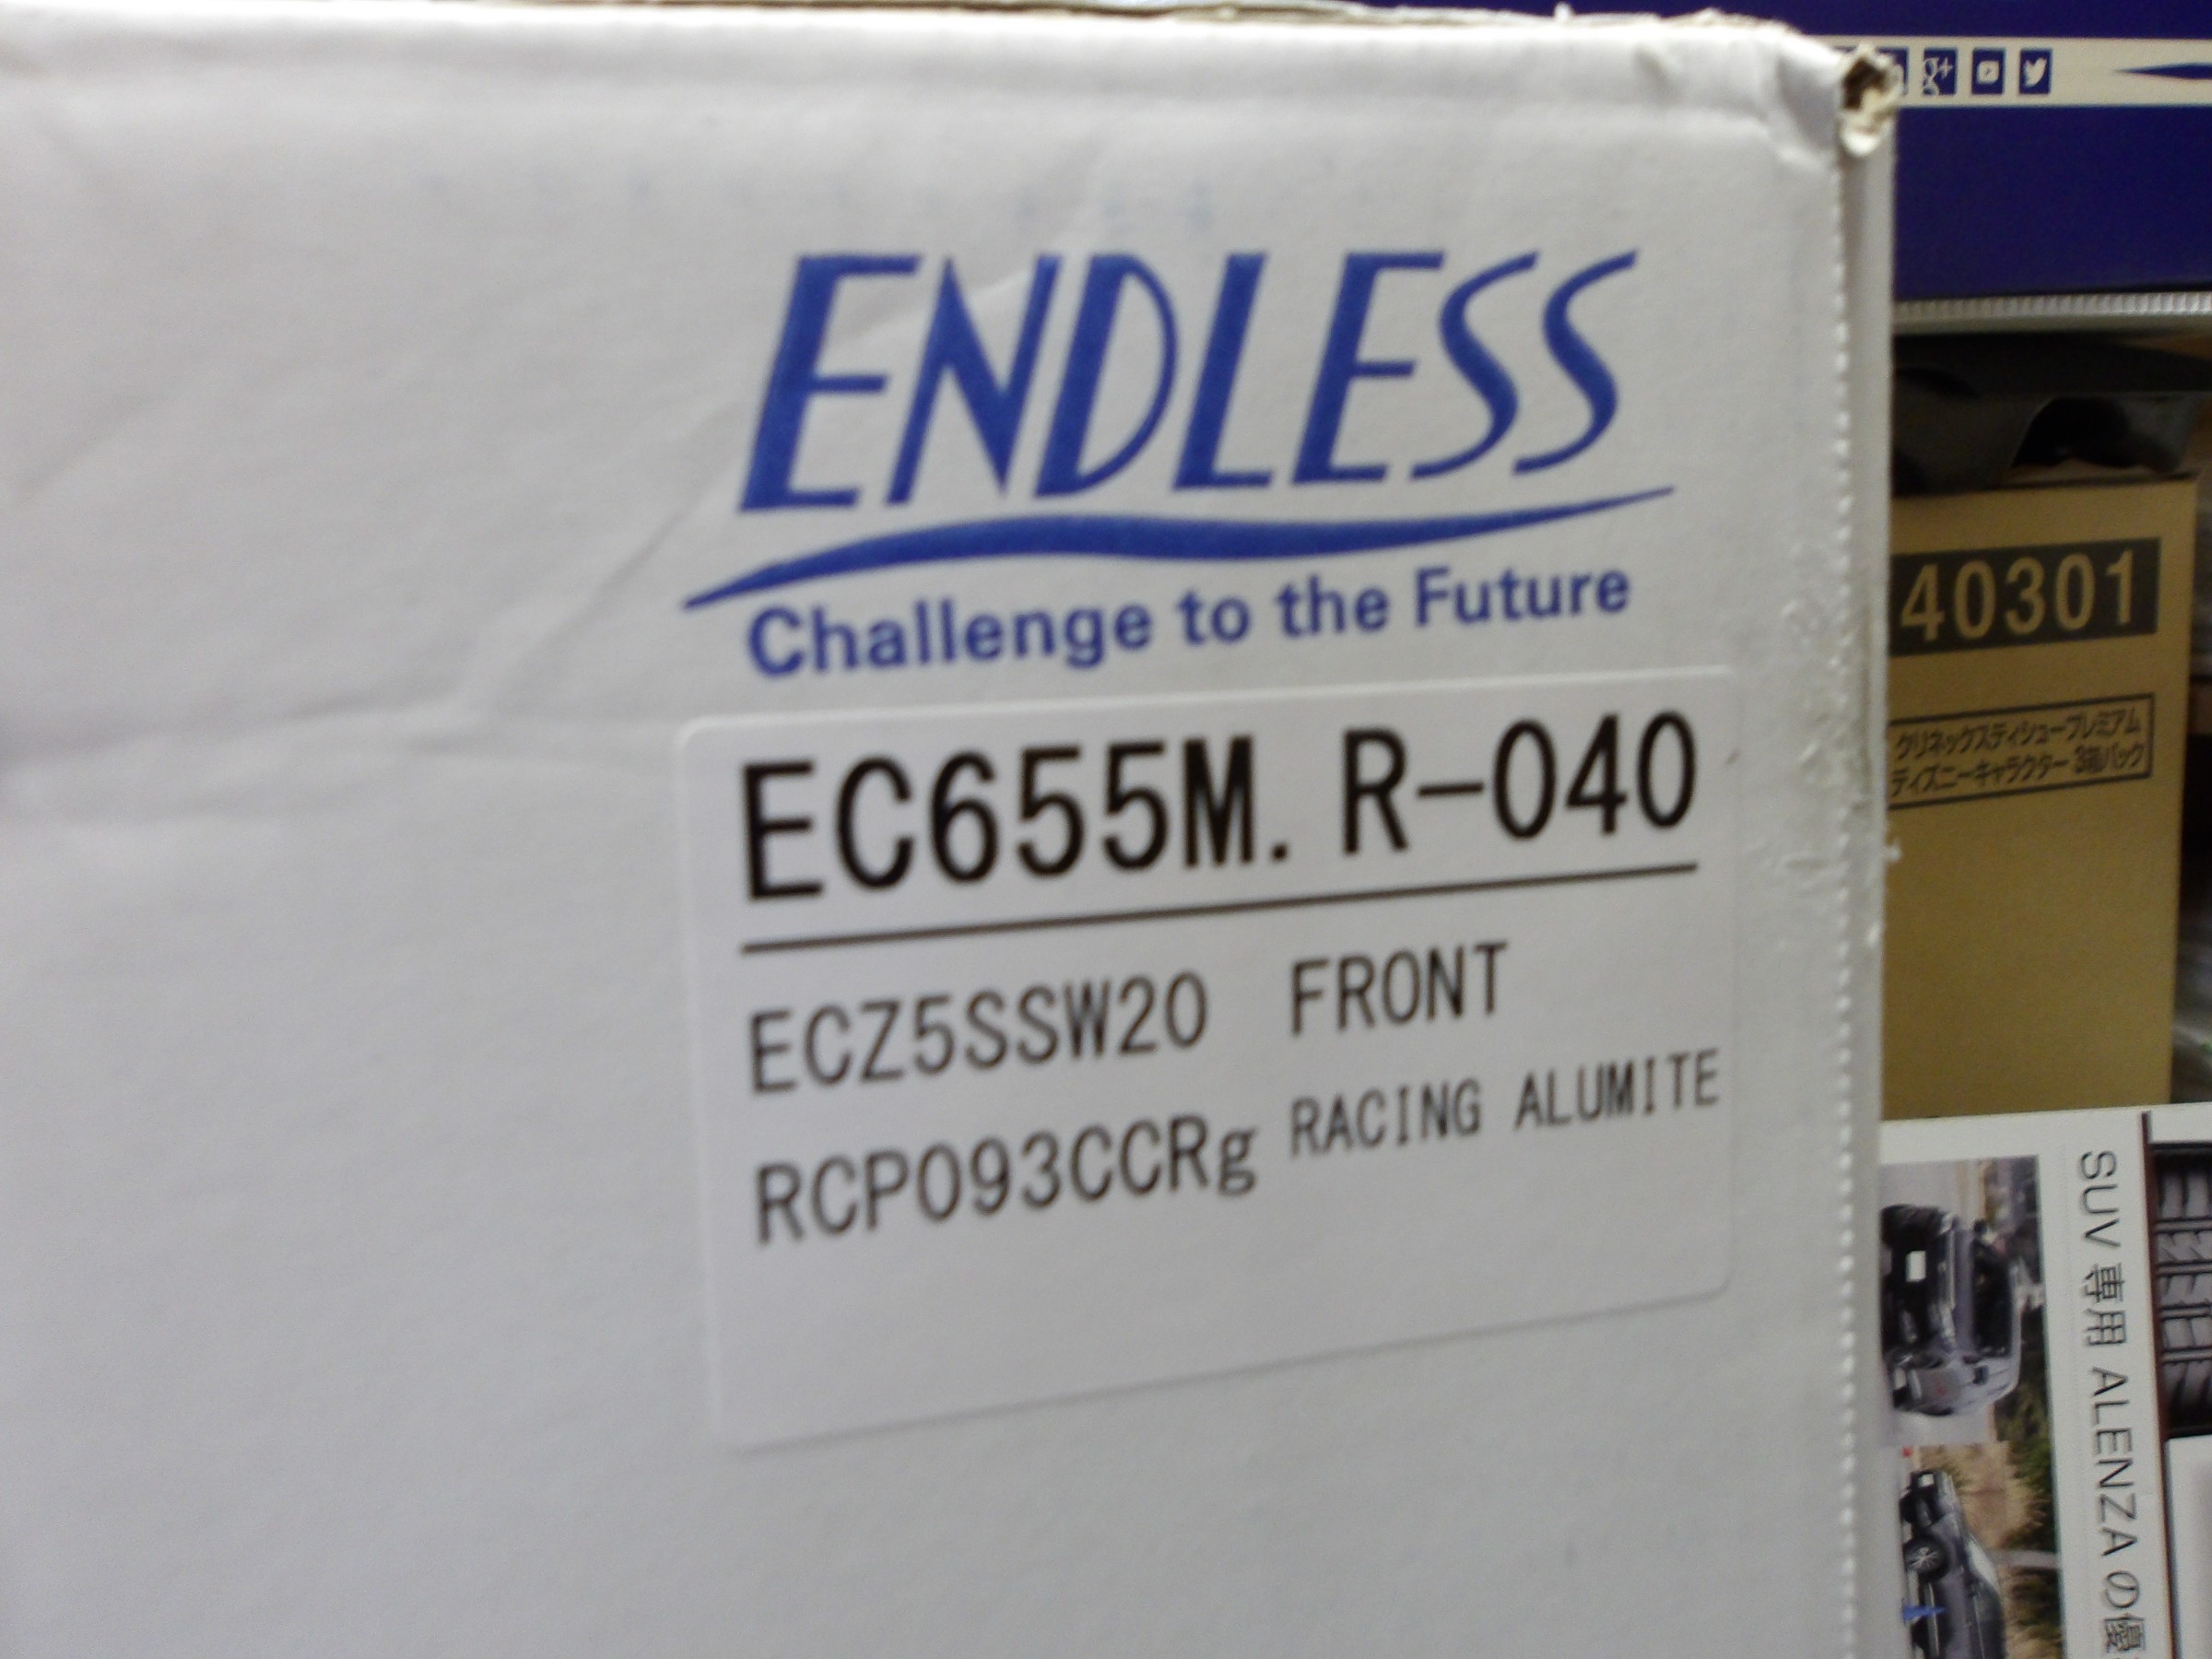 ENDLESS
Challenge to the Future
EC655M. R-040
ECZ5SSW20 FRONT
RCP093CCRg RACING ALUMITE
g+
40301
クリネックスティシュープレミアム
ディズニーキャラクター 3箱パック
SUV 専用 ALENZA の優